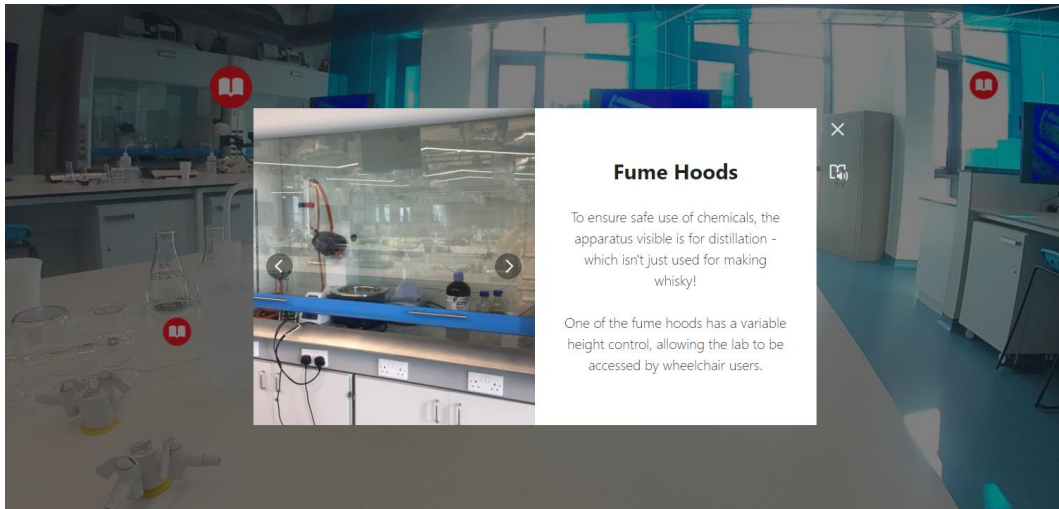 Fume Hoods
To ensure safe use of chemicals, the
apparatus visible is for distillation -
which isn't just used for making
whisky!
One of the fume hoods has a variable
height control, allowing the lab to be
accessed by wheelchair users.